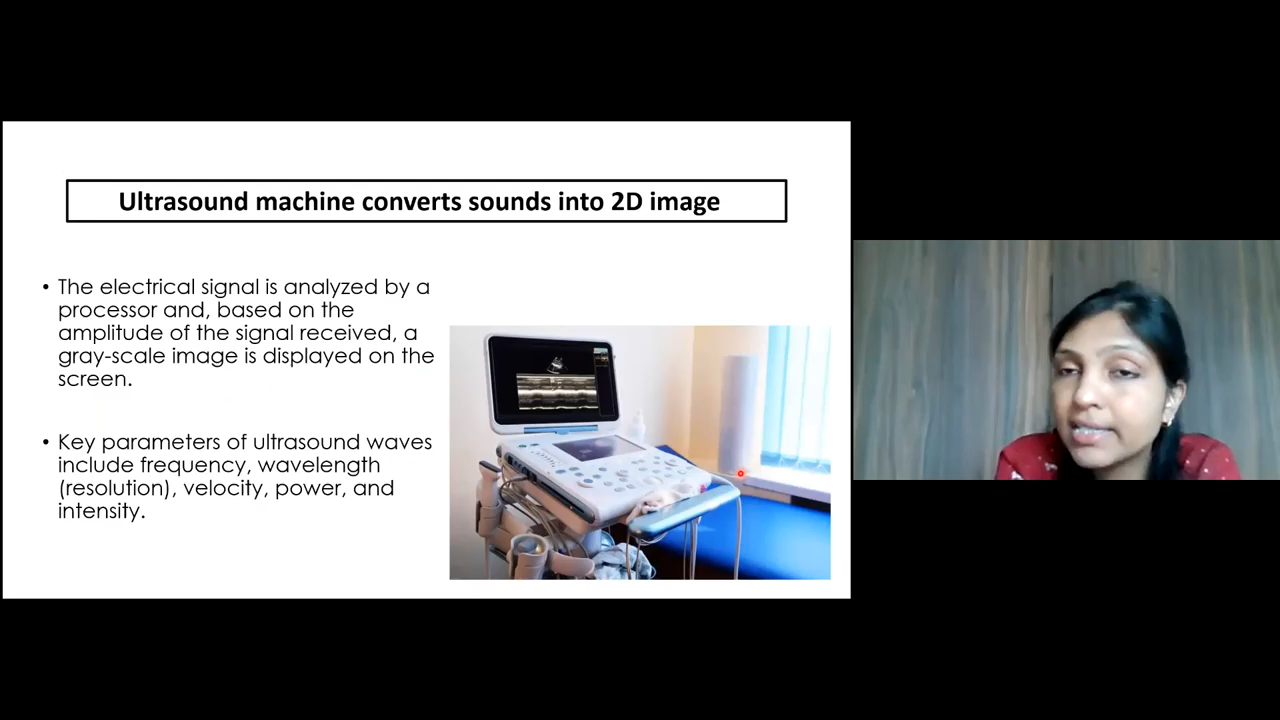 Ultrasound machine converts sounds into 2D image
• The electrical signal is analyzed by a
processor and, based on the
amplitude of the signal received, a
gray-scale image is displayed on the
screen.
• Key parameters of ultrasound waves
include frequency, wavelength
(resolution), velocity, power, and
intensity.